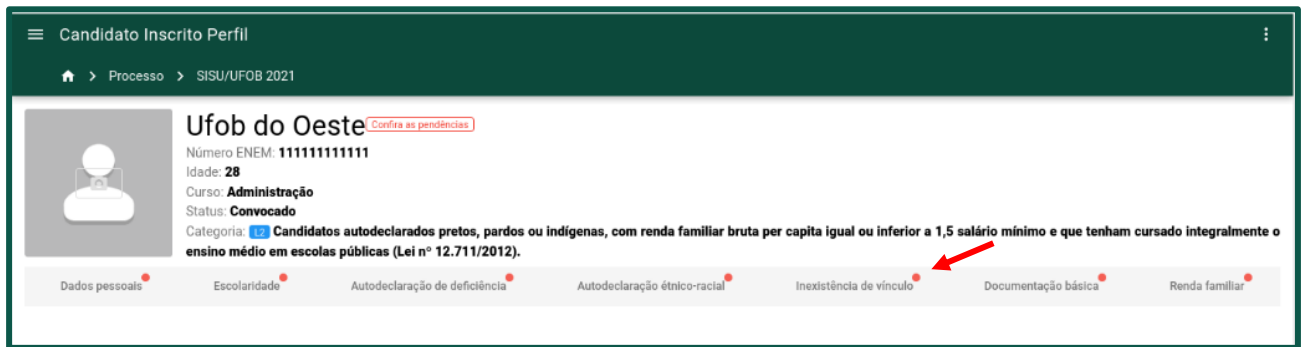 Candidato Inscrito Perfil
Processo > SISU/UFOB 2021
Ufob do Oeste Confira as pendências
Número ENEM: 111111111111
Idade: 28
Curso: Administração
Status: Convocado
Categoria: L2 Candidatos autodeclarados pretos, pardos ou indígenas, com renda familiar bruta per capita igual ou inferior a 1,5 salário mínimo e que tenham cursado integralmente o
ensino médio em escolas públicas (Lei nº 12.711/2012).
Dados pessoais Escolaridade Autodeclaração de deficiência Autodeclaração étnico-racial Inexistência de vínculo Documentação básica Renda familiar